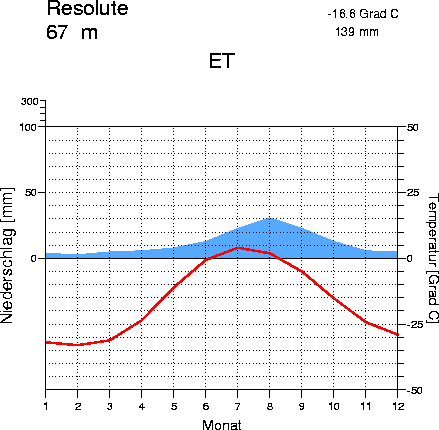 Resolute
-16.6 Grad C
67 m
139 mm
ET
300
100
50
50
25
0
0
-25
-50
Niederschlag [mm]
Temperatur [Grad C]
1 2 3 4 5 6 7 8 9 10 11 12
Monat